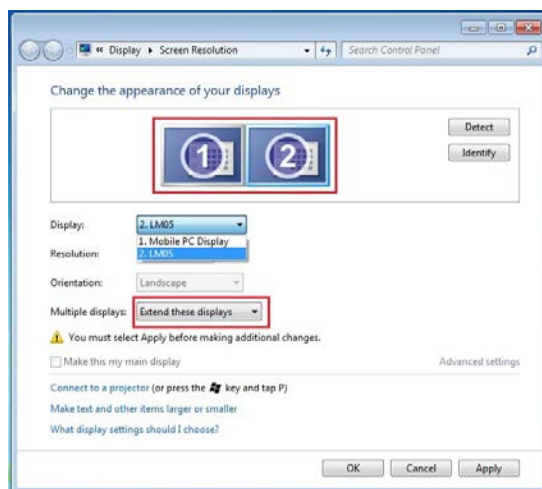 « Display ▸ Screen Resolution
Search Control Panel
Change the appearance of your displays
1
2
Detect
Identify
Display:
2. LM05
1. Mobile PC Display
2. LM05
Resolution:
Orientation:
Landscape
Multiple displays:
Extend these displays
You must select Apply before making additional changes.
Make this my main display
Advanced settings
Connect to a projector (or press the key and tap P)
Make text and other items larger or smaller
What display settings should I choose?
OK
Cancel
Apply